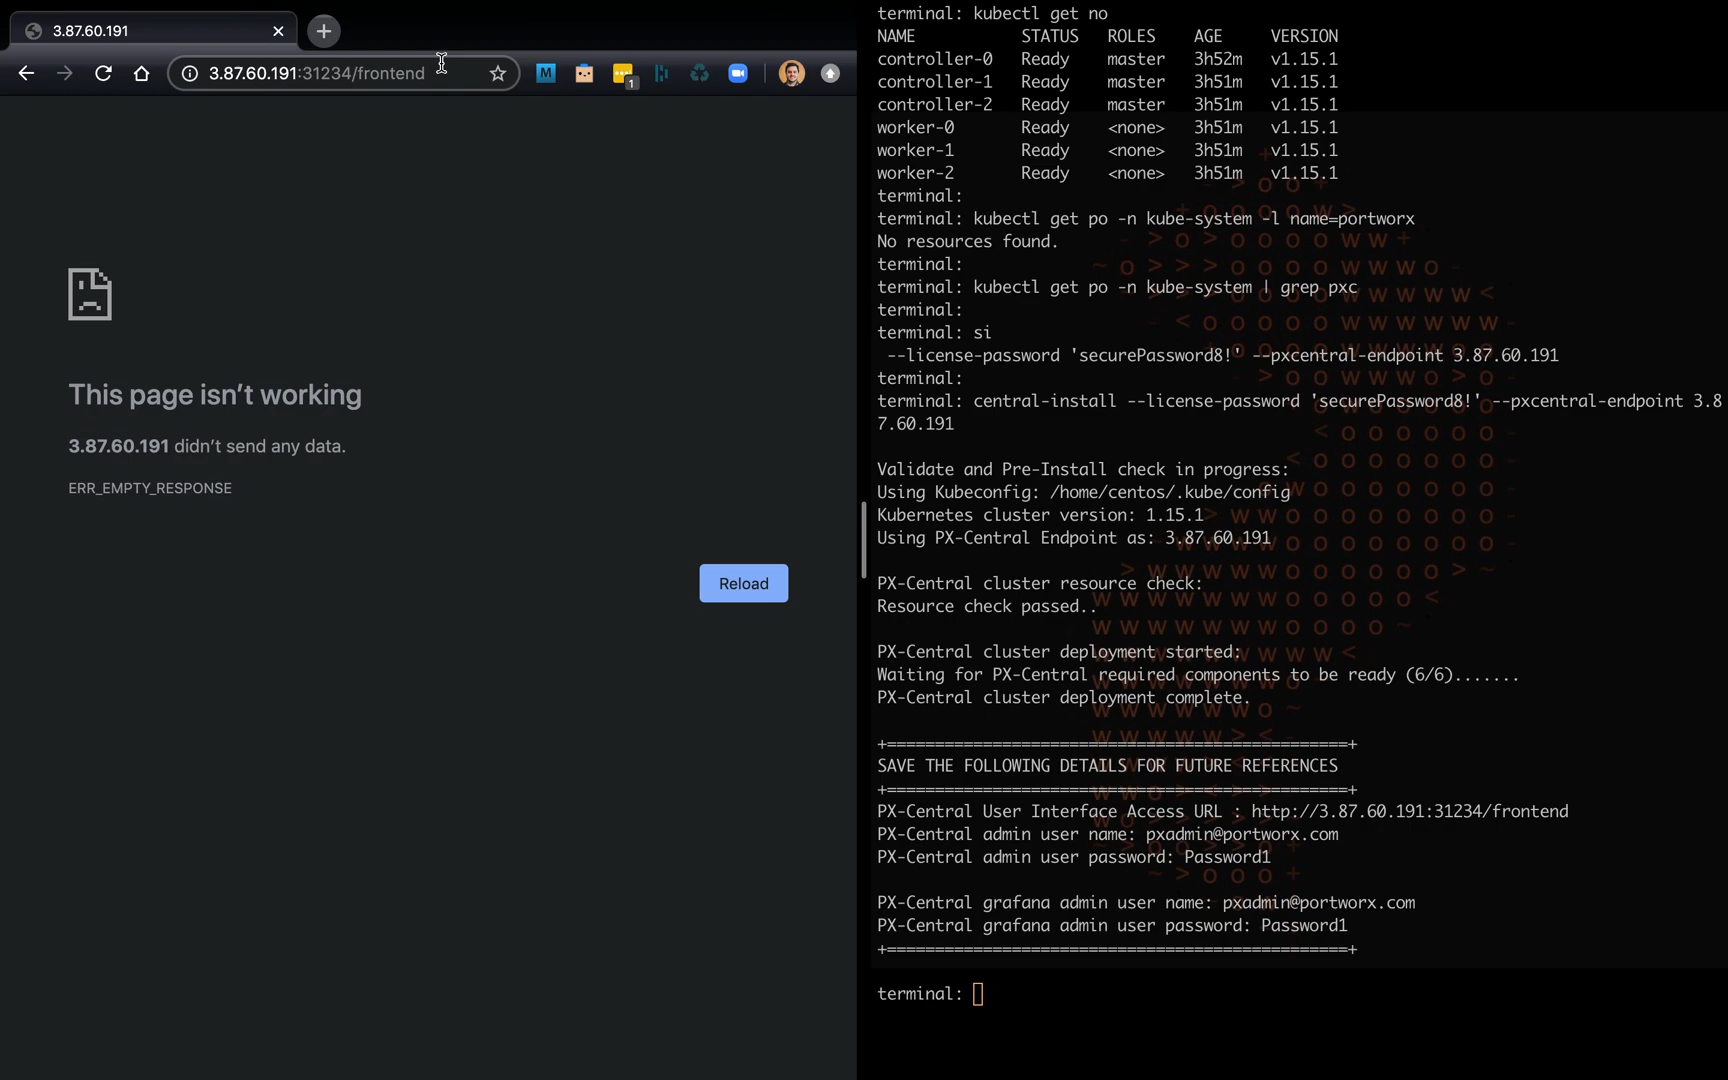 3.87.60.191
3.87.60.191:31234/frontend
M
1
This page isn't working
3.87.60.191 didn't send any data.
ERR_EMPTY_RESPONSE
Reload
terminal: kubectl get no
NAME STATUS ROLES AGE VERSION
controller-0 Ready master 3h52m v1.15.1
controller-1 Ready master 3h51m v1.15.1
controller-2 Ready master 3h51m v1.15.1
worker-0 Ready <none> 3h51m v1.15.1
worker-1 Ready <none> 3h51m v1.15.1
worker-2 Ready <none> 3h51m v1.15.1
terminal:
terminal: kubectl get po -n kube-system -l name=portworx
No resources found.
terminal:
terminal: kubectl get po -n kube-system | grep pxc
terminal:
terminal: si
--license-password 'securePassword8!' --pxcentral-endpoint 3.87.60.191
terminal:
terminal: central-install --license-password 'securePassword8!' --pxcentral-endpoint 3.8
7.60.191
Validate and Pre-Install check in progress:
Using Kubeconfig: /home/centos/.kube/config
Kubernetes cluster version: 1.15.1
Using PX-Central Endpoint as: 3.87.60.191
PX-Central cluster resource check:
Resource check passed..
PX-Central cluster deployment started:
Waiting for PX-Central required components to be ready (6/6).......
PX-Central cluster deployment complete.
+================================================+
SAVE THE FOLLOWING DETAILS FOR FUTURE REFERENCES
+================================================+
PX-Central User Interface Access URL : http://3.87.60.191:31234/frontend
PX-Central admin user name: pxadmin@portworx.com
PX-Central admin user password: Password1
PX-Central grafana admin user name: pxadmin@portworx.com
PX-Central grafana admin user password: Password1
+================================================+
terminal: